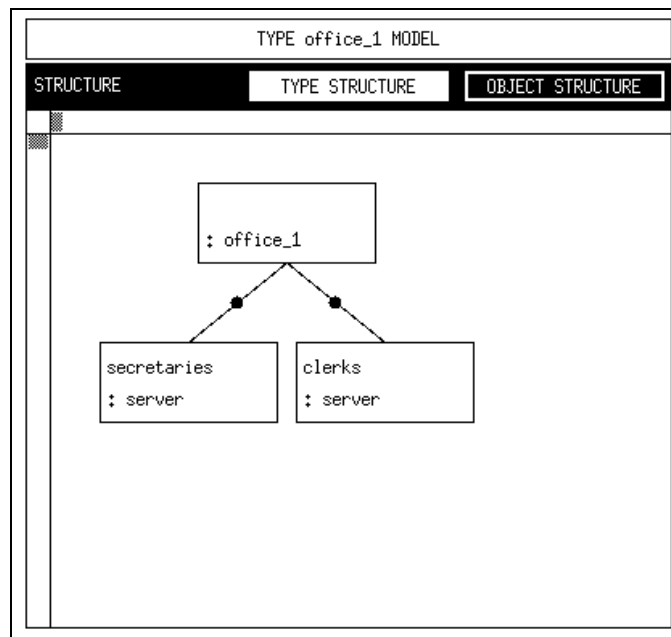 TYPE office_1 MODEL
STRUCTURE TYPE STRUCTURE OBJECT STRUCTURE
: office_1
secretaries clerks
: server : server